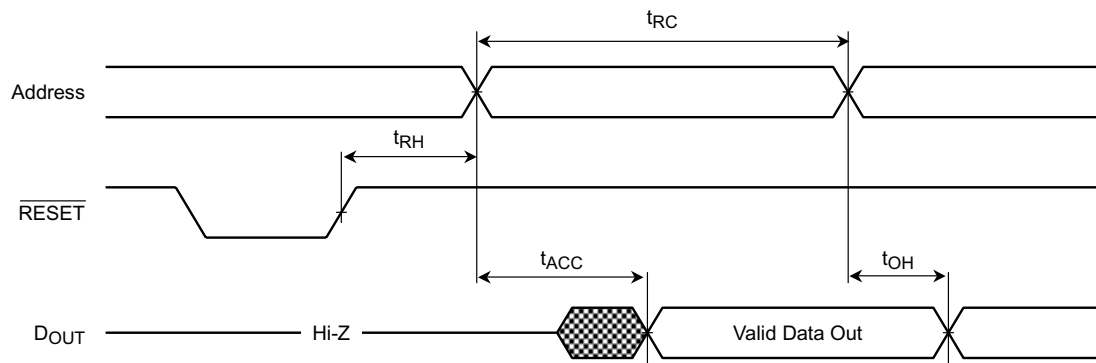 tRC
Address
tRH
RESET
tACC
tOH
DOUT
Hi-Z
Valid Data Out